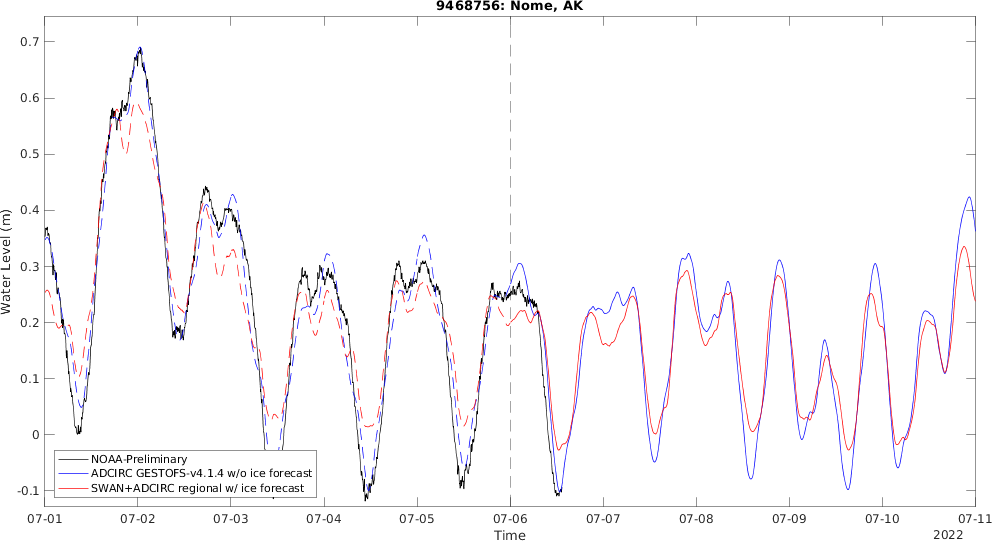 9468756: Nome, AK
Water Level (m)
0.7
0.6
0.5
0.4
0.3
0.2
0.1
0
-0.1
NOAA-Preliminary
ADCIRC GESTOFS-v4.1.4 w/o ice forecast
SWAN+ADCIRC regional w/ ice forecast
07-01 07-02 07-03 07-04 07-05 07-06 07-07 07-08 07-09 07-10 07-11
Time
2022